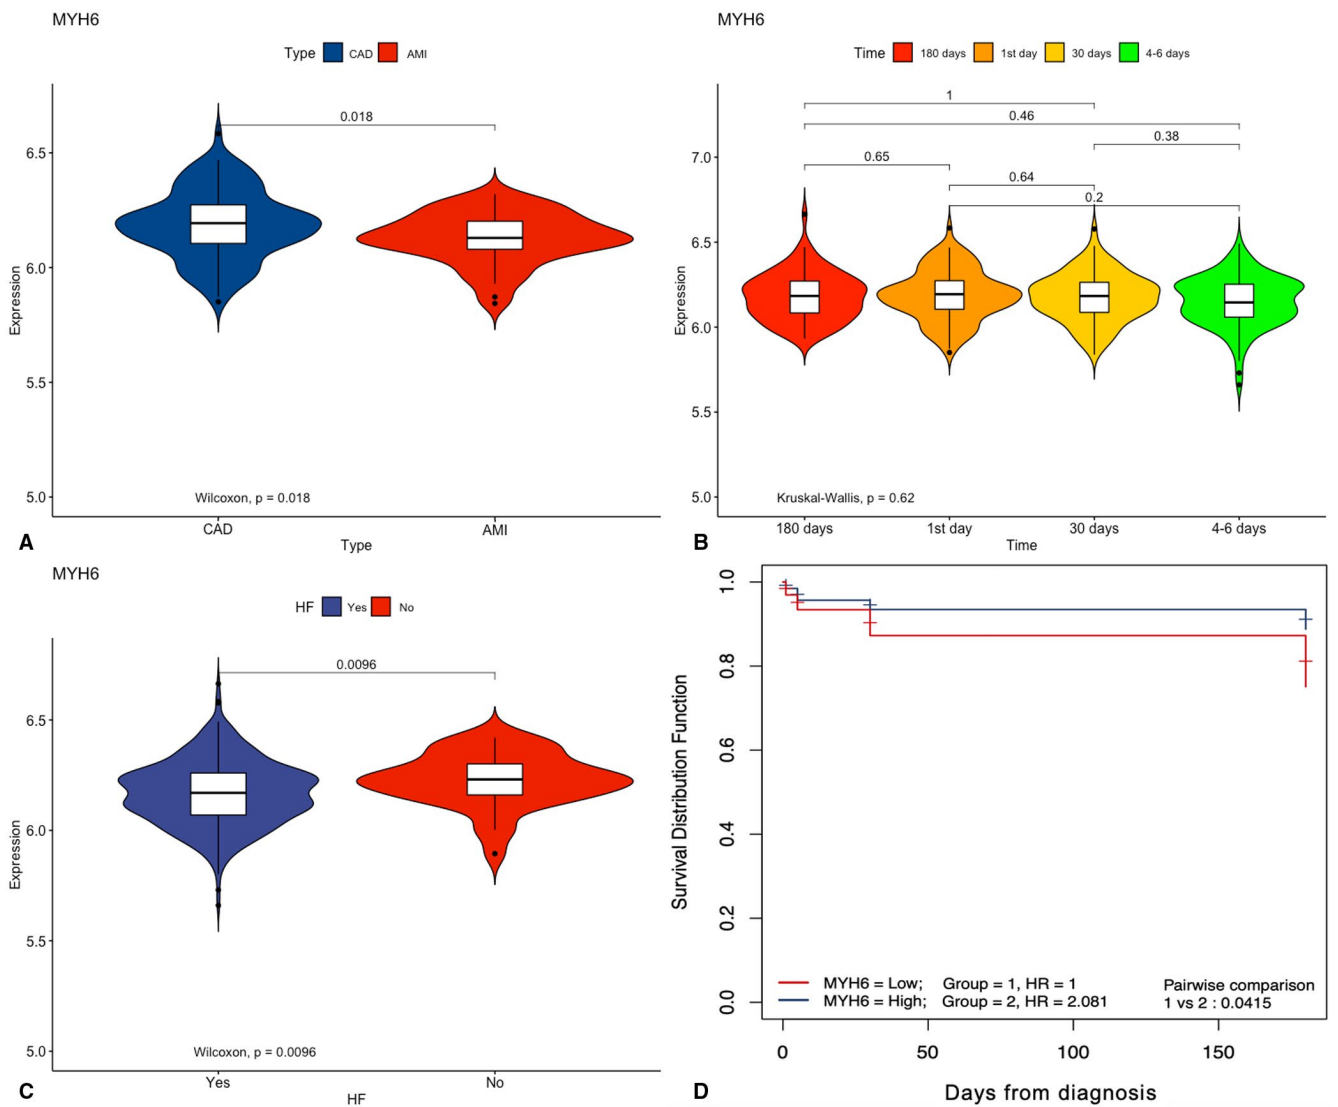 MYH6
Type CAD AMI
0.018
6.5
6.0
5.5
5.0
Expression
Wilcoxon, p = 0.018
CAD AMI
Type
A
MYH6
Time 180 days 1st day 30 days 4-6 days
1
0.46
0.38
0.65
0.64
0.2
7.0
6.5
6.0
5.5
5.0
Expression
Kruskal-Wallis, p = 0.62
180 days 1st day 30 days 4-6 days
Time
B
MYH6
HF Yes No
0.0096
6.5
6.0
5.5
5.0
Expression
Wilcoxon, p = 0.0096
Yes No
HF
C
1.0
0.8
0.6
0.4
0.2
0.0
Survival Distribution Function
MYH6 = Low; Group = 1, HR = 1
MYH6 = High; Group = 2, HR = 2.081
Pairwise comparison
1 vs 2 : 0.0415
0 50 100 150
Days from diagnosis
D